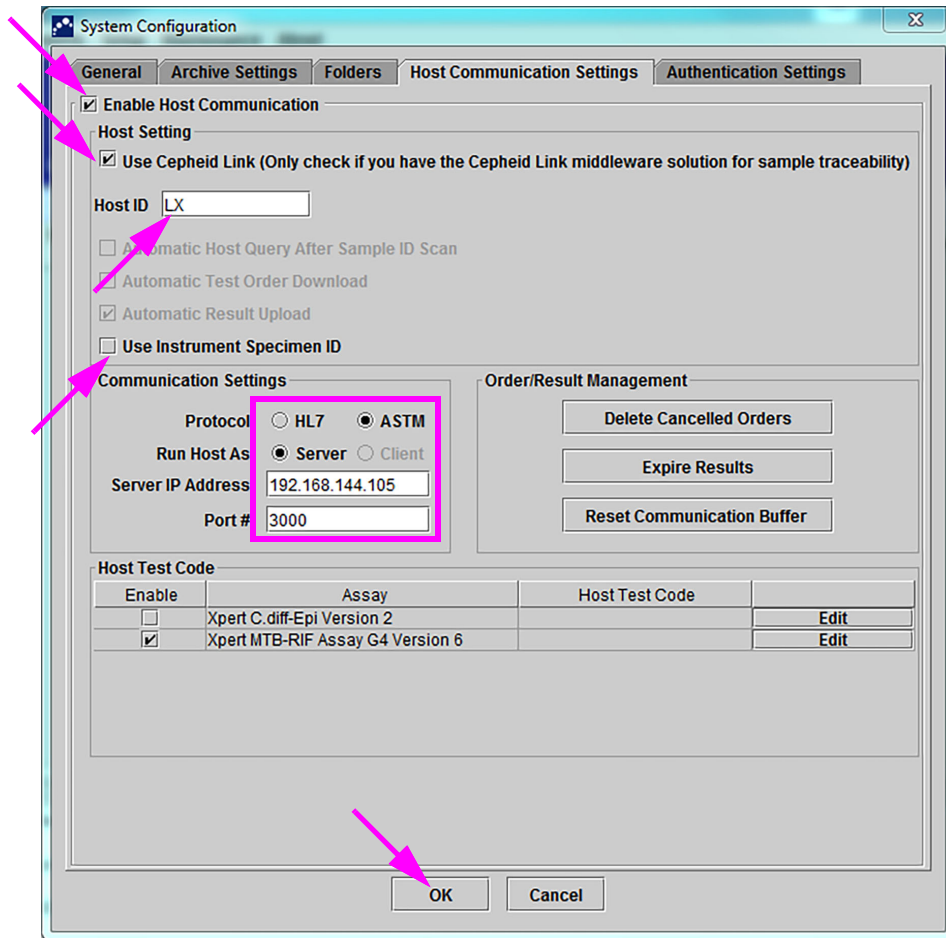 System Configuration
General Archive Settings Folders Host Communication Settings Authentication Settings
Enable Host Communication
Host Setting
Use Cepheid Link (Only check if you have the Cepheid Link middleware solution for sample traceability)
Host ID LX
Automatic Host Query After Sample ID Scan
Automatic Test Order Download
Automatic Result Upload
Use Instrument Specimen ID
Communication Settings
Protocol HL7 ASTM
Run Host As Server Client
Server IP Address 192.168.144.105
Port # 3000
Order/Result Management
Delete Cancelled Orders
Expire Results
Reset Communication Buffer
Host Test Code
Enable Assay Host Test Code
Xpert C.diff-Epi Version 2 Edit
Xpert MTB-RIF Assay G4 Version 6 Edit
OK Cancel